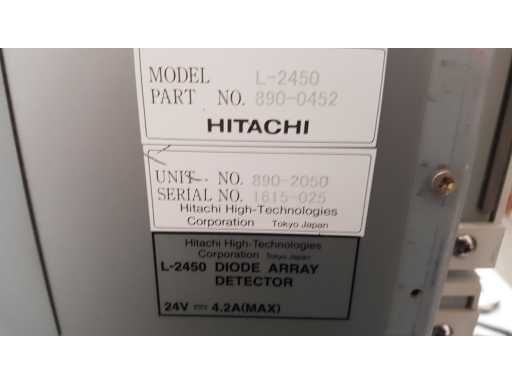 MODEL L-2450
PART NO. 890-0452
HITACHI
UNIT NO. 890-2050
SERIAL NO. 1615-025
Hitachi High-Technologies
Corporation Tokyo Japan
Hitachi High-Technologies
Corporation Tokyo Japan
L-2450 DIODE ARRAY
DETECTOR
24V ⎓ 4.2A(MAX)